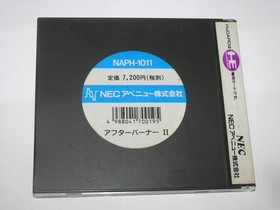 NAPH-1011
定価 7,200円(税別)
NECアベニュー株式会社
4 988041 700195
アフターバーナー II
HE
NEC
NECアベニュー株式会社